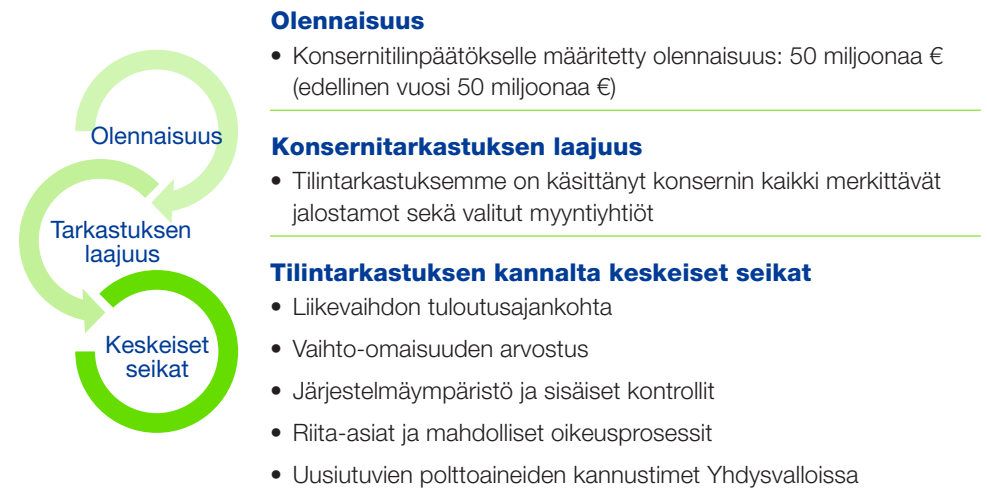 Olennaisuus
• Konsernitilinpäätökselle määritetty olennaisuus: 50 miljoonaa €
(edellinen vuosi 50 miljoonaa €)
Olennaisuus
Konsernitarkastuksen laajuus
• Tilintarkastuksemme on käsittänyt konsernin kaikki merkittävät
jalostamot sekä valitut myyntiyhtiöt
Tarkastuksen
laajuus
Tilintarkastuksen kannalta keskeiset seikat
• Liikevaihdon tuloutusajankohta
• Vaihto-omaisuuden arvostus
• Järjestelmäympäristö ja sisäiset kontrollit
• Riita-asiat ja mahdolliset oikeusprosessit
• Uusiutuvien polttoaineiden kannustimet Yhdysvalloissa
Keskeiset
seikat